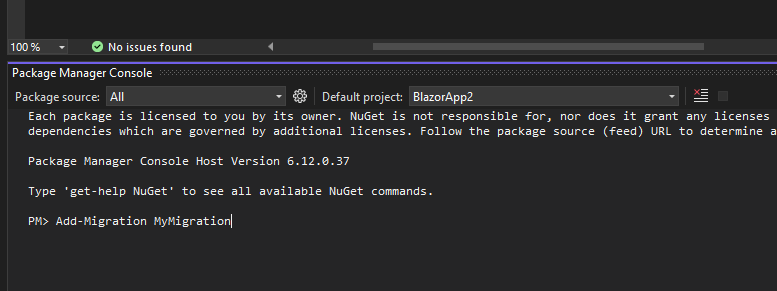 100 %
No issues found
Package Manager Console
Package source: All
Default project: BlazorApp2
Each package is licensed to you by its owner. NuGet is not responsible for, nor does it grant any licenses
dependencies which are governed by additional licenses. Follow the package source (feed) URL to determine a
Package Manager Console Host Version 6.12.0.37
Type 'get-help NuGet' to see all available NuGet commands.
PM> Add-Migration MyMigration